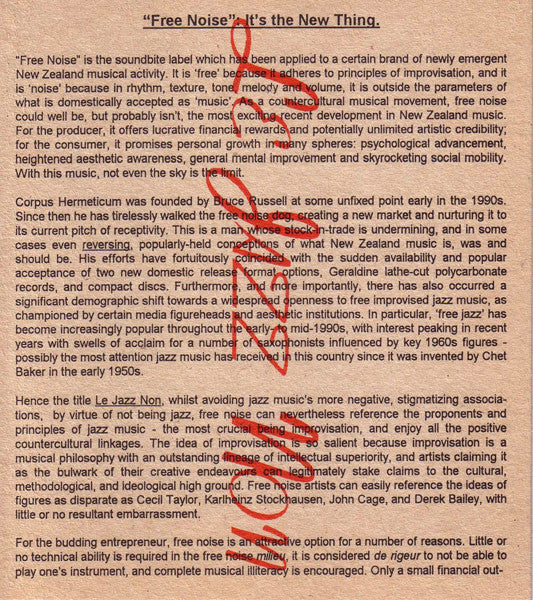 "Free Noise": It's the New Thing.
"Free Noise" is the soundbite label which has been applied to a certain brand of newly emergent
New Zealand musical activity. It is 'free' because it adheres to principles of improvisation, and it
is 'noise' because in rhythm, texture, tone, melody and volume, it is outside the parameters of
what is domestically accepted as 'music'. As a countercultural musical movement, free noise
could well be, but probably isn't, the most exciting recent development in New Zealand music.
For the producer, it offers lucrative financial rewards and potentially unlimited artistic credibility;
for the consumer, it promises personal growth in many spheres: psychological advancement,
heightened aesthetic awareness, general mental improvement and skyrocketing social mobility.
With this music, not even the sky is the limit.
Corpus Hermeticum was founded by Bruce Russell at some unfixed point early in the 1990s.
Since then he has tirelessly walked the free noise dog, creating a new market and nurturing it to
its current pitch of receptivity. This is a man whose stock-in-trade is undermining, and in some
cases even reversing, popularly-held conceptions of what New Zealand music is, was and
should be. His efforts have fortuitously coincided with the sudden availability and popular
acceptance of two new domestic release format options, Geraldine lathe-cut polycarbonate
records, and compact discs. Furthermore, and more importantly, there has also occurred a
significant demographic shift towards a widespread openness to free improvised jazz music, as
championed by certain media figureheads and aesthetic institutions. In particular, 'free jazz' has
become increasingly popular throughout the early- to mid-1990s, with interest peaking in recent
years with swells of acclaim for a number of saxophonists influenced by key 1960s figures -
possibly the most attention jazz music has received in this country since it was invented by Chet
Baker in the early 1950s.
Hence the title Le Jazz Non, whilst avoiding jazz music's more negative, stigmatizing associa-
tions, by virtue of not being jazz, free noise can nevertheless reference the proponents and
principles of jazz music - the most crucial being improvisation, and enjoy all the positive
countercultural linkages. The idea of improvisation is so salient because improvisation is a
musical philosophy with an outstanding lineage of intellectual superiority, and artists claiming it
as the bulwark of their creative endeavours can legitimately stake claims to the cultural,
methodological, and ideological high ground. Free noise artists can easily reference the ideas of
figures as disparate as Cecil Taylor, Karlheinz Stockhausen, John Cage, and Derek Bailey, with
little or no resultant embarrassment.
For the budding entrepreneur, free noise is an attractive option for a number of reasons. Little or
no technical ability is required in the free noise milieu, it is considered de rigeur to not be able to
play one's instrument, and complete musical illiteracy is encouraged. Only a small financial out-
Le Jazz Non